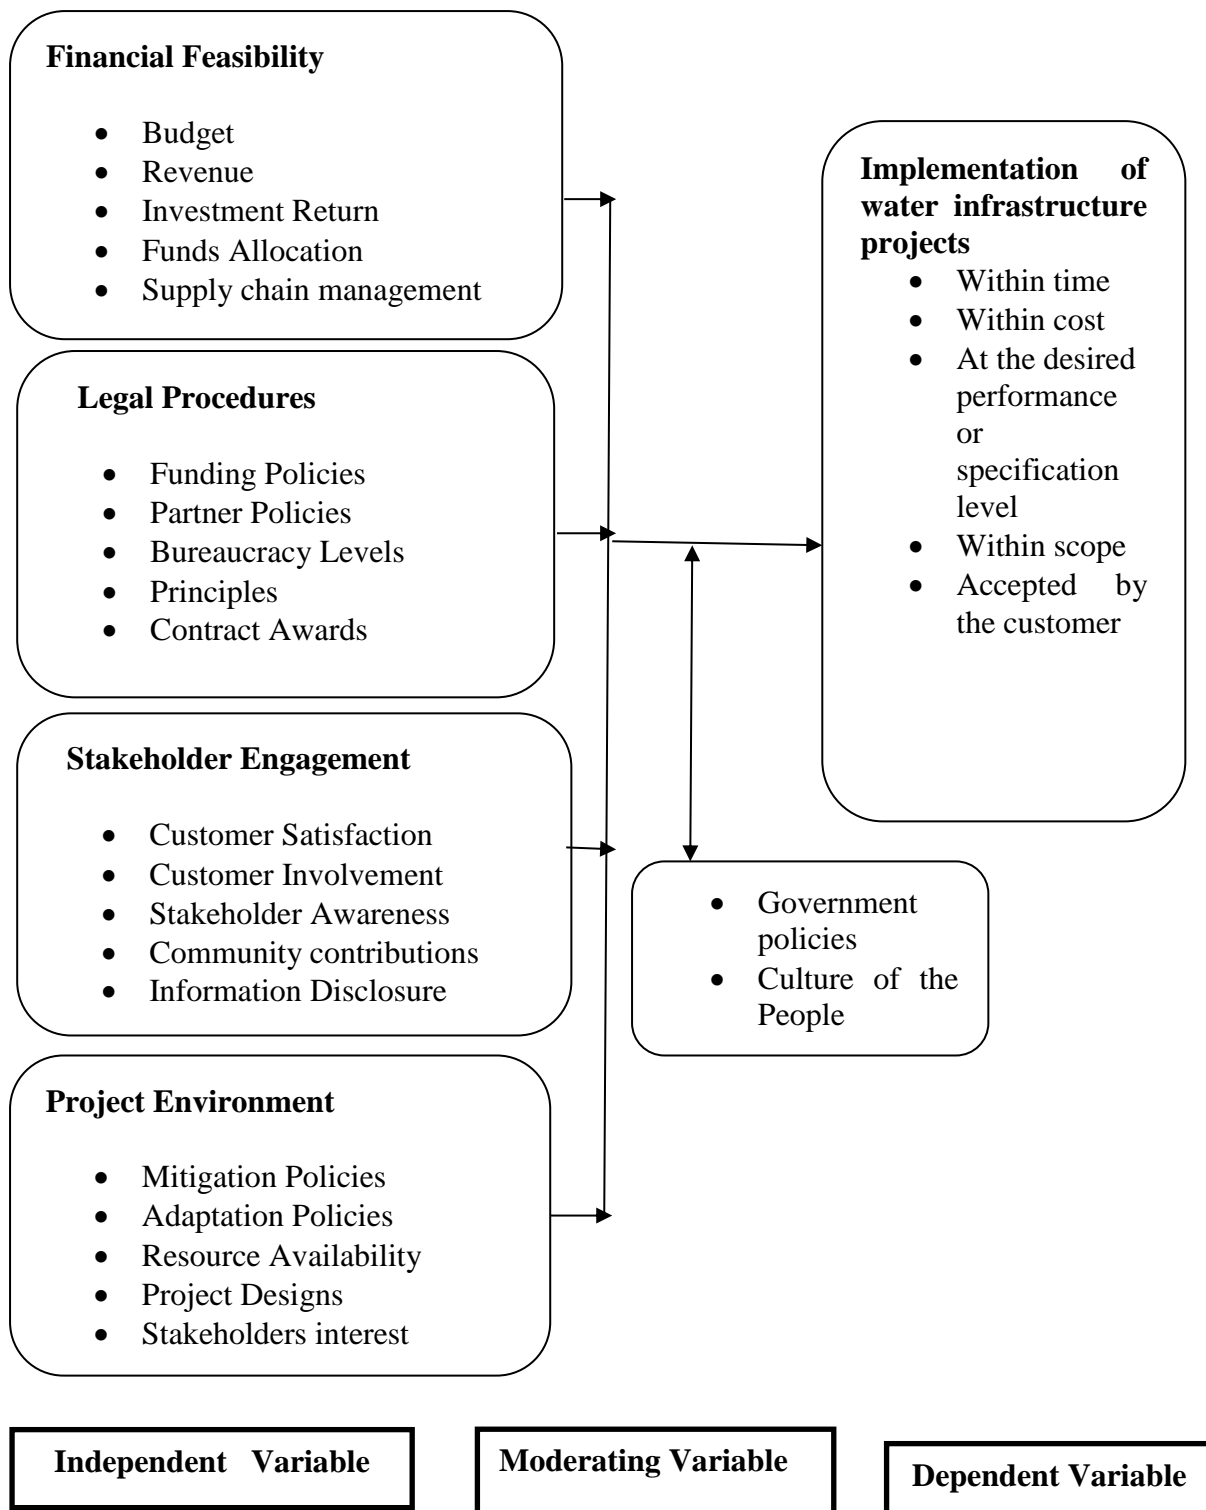 Financial Feasibility
• Budget
• Revenue
• Investment Return
• Funds Allocation
• Supply chain management
Legal Procedures
• Funding Policies
• Partner Policies
• Bureaucracy Levels
• Principles
• Contract Awards
Stakeholder Engagement
• Customer Satisfaction
• Customer Involvement
• Stakeholder Awareness
• Community contributions
• Information Disclosure
Project Environment
• Mitigation Policies
• Adaptation Policies
• Resource Availability
• Project Designs
• Stakeholders interest
Implementation of
water infrastructure
projects
• Within time
• Within cost
• At the desired
performance
or
specification
level
• Within scope
• Accepted by
the customer
• Government
policies
• Culture of the
People
Independent Variable
Moderating Variable
Dependent Variable